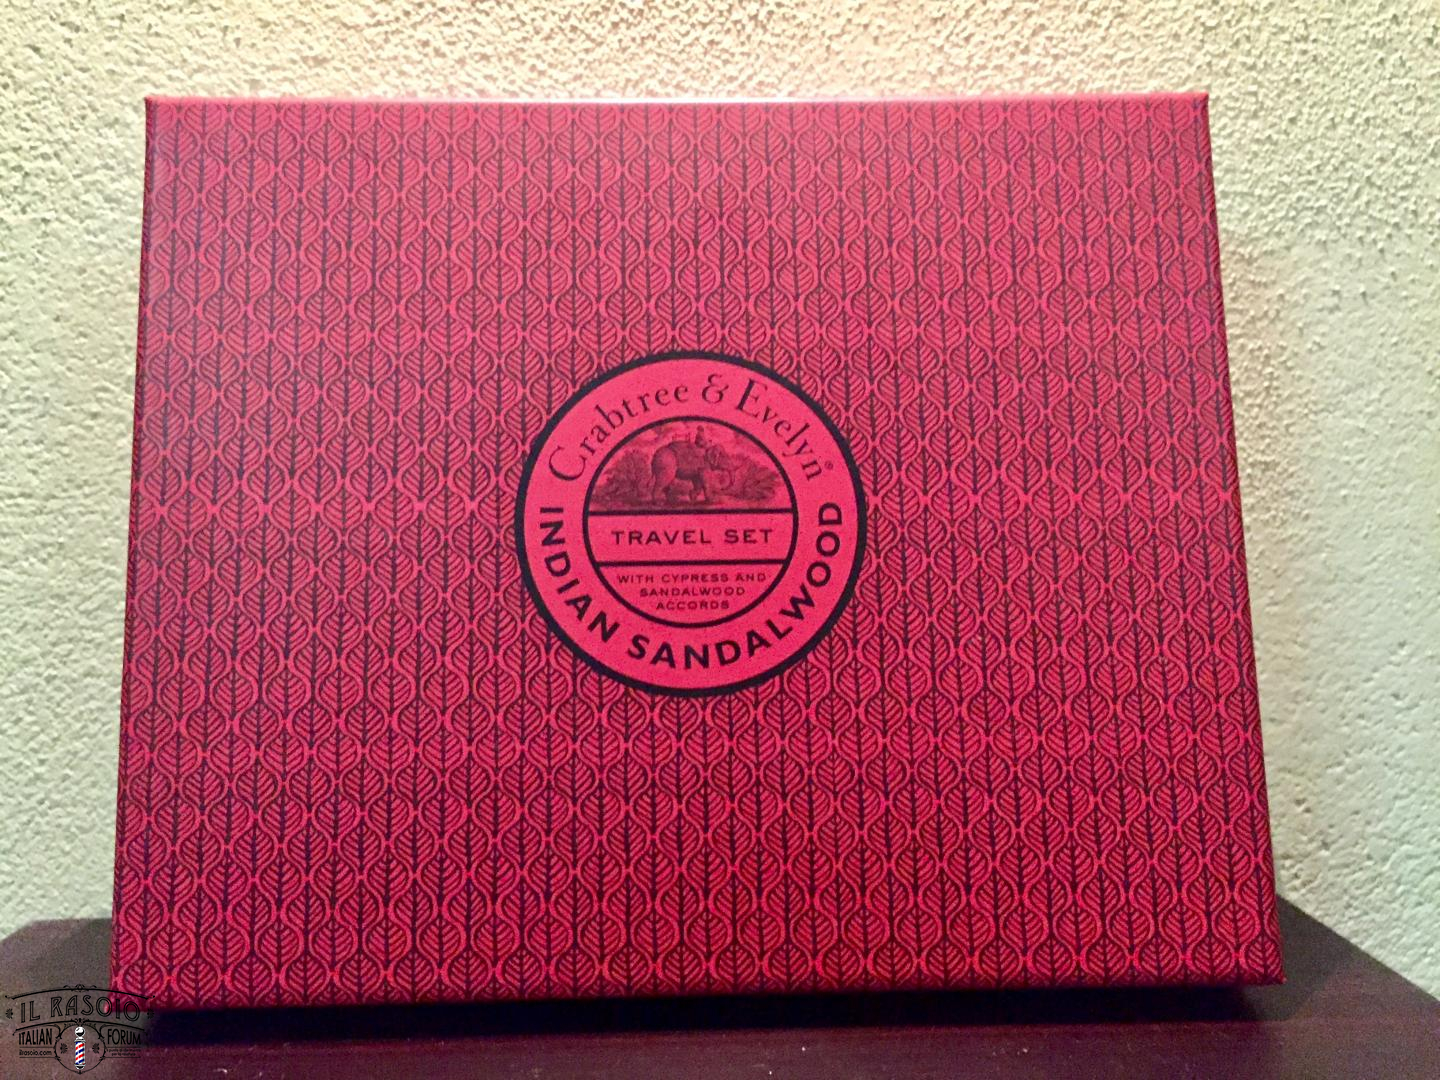 Crabtree & Evelyn®
TRAVEL SET
WITH CYPRESS AND
SANDALWOOD
ACCORDS
INDIAN SANDALWOOD
IL RASOIO
ITALIAN FORUM
ilrasoio.com